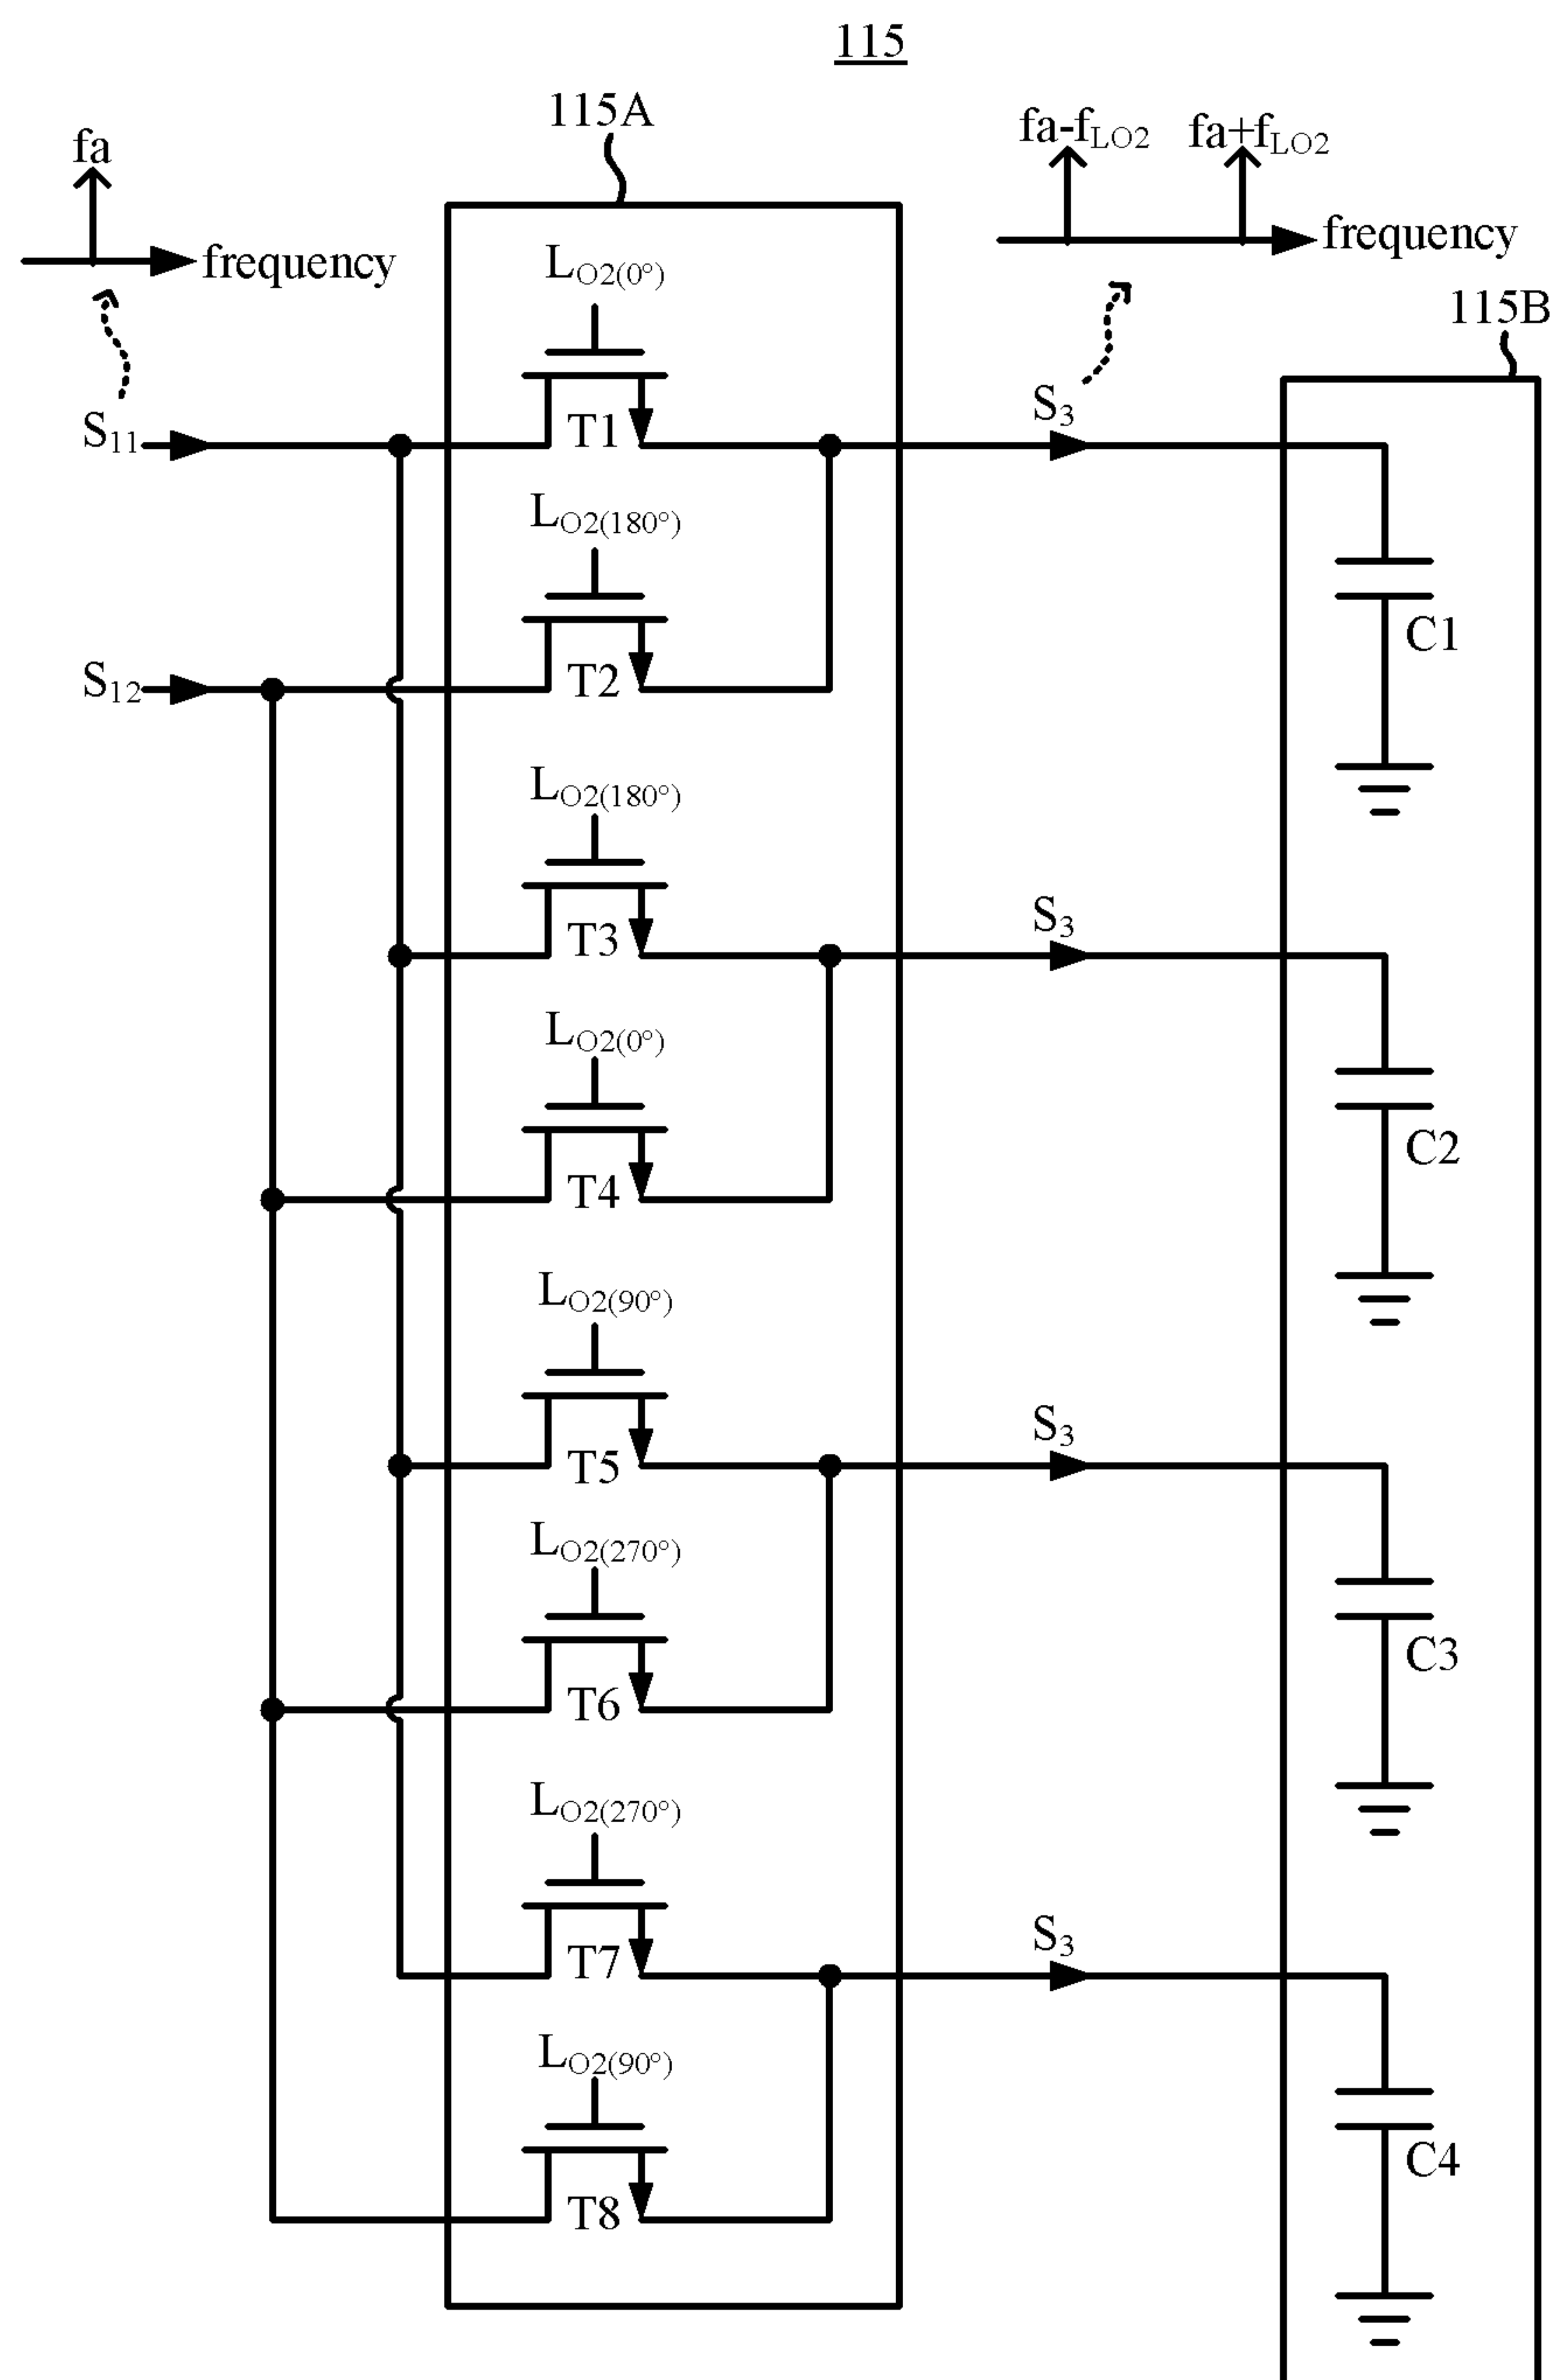 115
115A
fa
frequency
fa-fLO2
fa+fLO2
frequency
115B
LO2(0°)
S11
T1
S3
LO2(180°)
S12
T2
C1
LO2(180°)
T3
S3
LO2(0°)
T4
C2
LO2(90°)
T5
S3
LO2(270°)
T6
C3
LO2(270°)
T7
S3
LO2(90°)
T8
C4